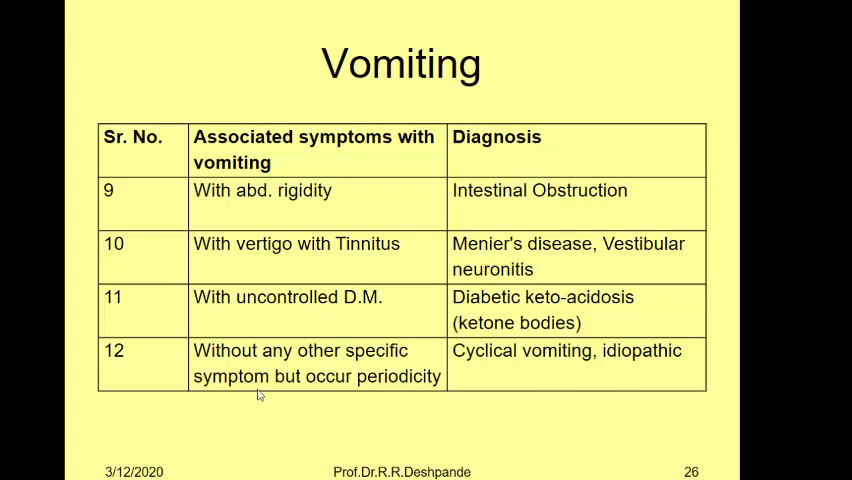 Vomiting
Sr. No.
Associated symptoms with
vomiting
Diagnosis
9
With abd. rigidity
Intestinal Obstruction
10
With vertigo with Tinnitus
Menier's disease, Vestibular
neuronitis
11
With uncontrolled D.M.
Diabetic keto-acidosis
(ketone bodies)
12
Without any other specific
symptom but occur periodicity
Cyclical vomiting, idiopathic
3/12/2020
Prof.Dr.R.R.Deshpande
26